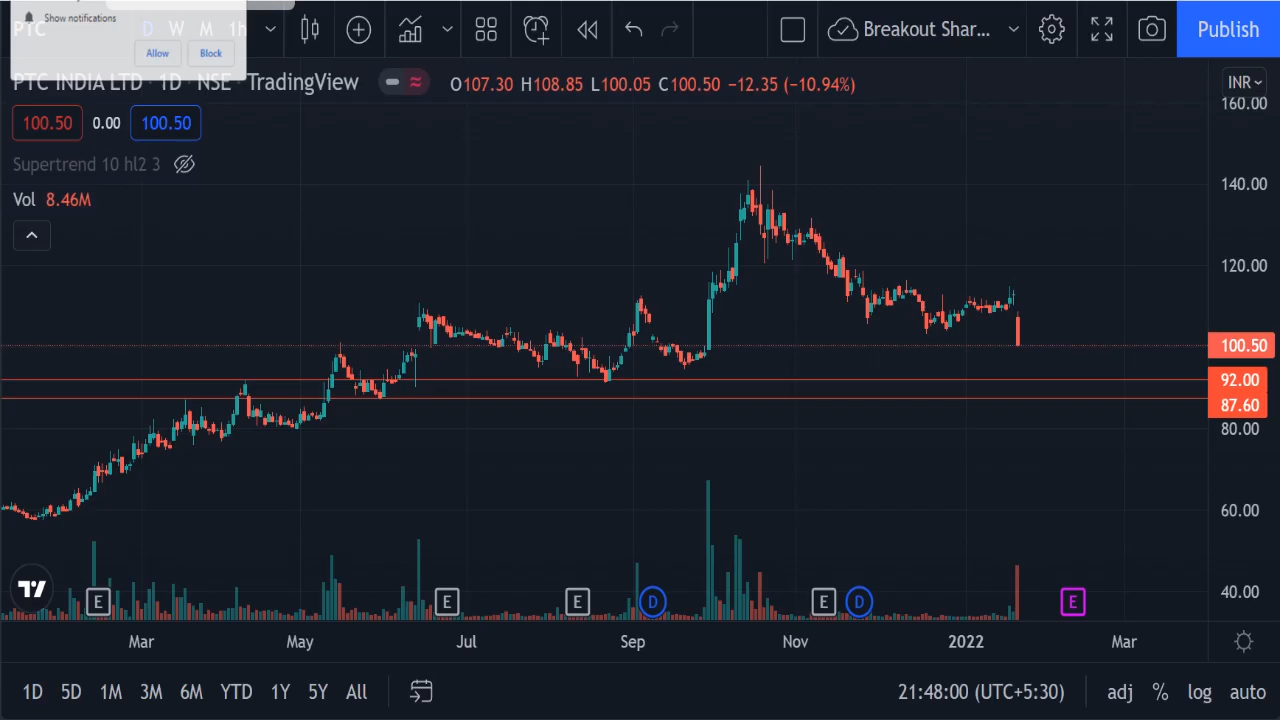 Show notifications
Allow Block
PTC D W M 1h Breakout Shar... Publish
PTC INDIA LTD · 1D · NSE · TradingView O107.30 H108.85 L100.05 C100.50 −12.35 (−10.94%) INR
100.50 0.00 100.50
Supertrend 10 hl2 3
Vol 8.46M
160.00
140.00
120.00
100.50
92.00
87.60
80.00
60.00
40.00
E E E D E D E
Mar May Jul Sep Nov 2022 Mar
1D 5D 1M 3M 6M YTD 1Y 5Y All 21:48:00 (UTC+5:30) adj % log auto